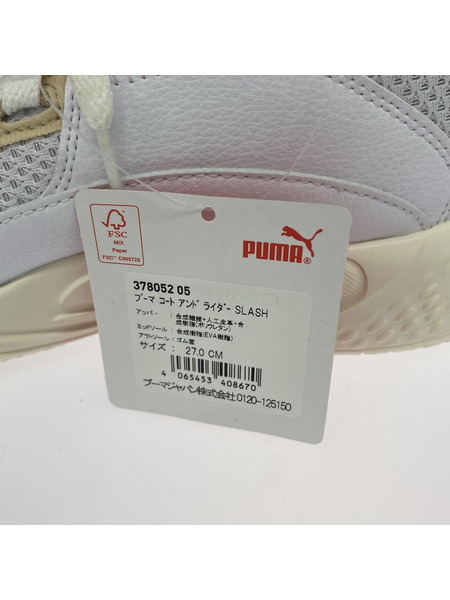 FSC
MIX
Paper
FSC® C005725
PUMA
378052 05
プーマ コート アンド ライダー SLASH
アッパー : 合成繊維+人工皮革+合
成樹脂(ポリウレタン)
ミッドソール : 合成樹脂(EVA樹脂)
アウトソール : ゴム底
サイズ : 27.0 CM
4 065453 408670
プーマジャパン株式会社0120-125150